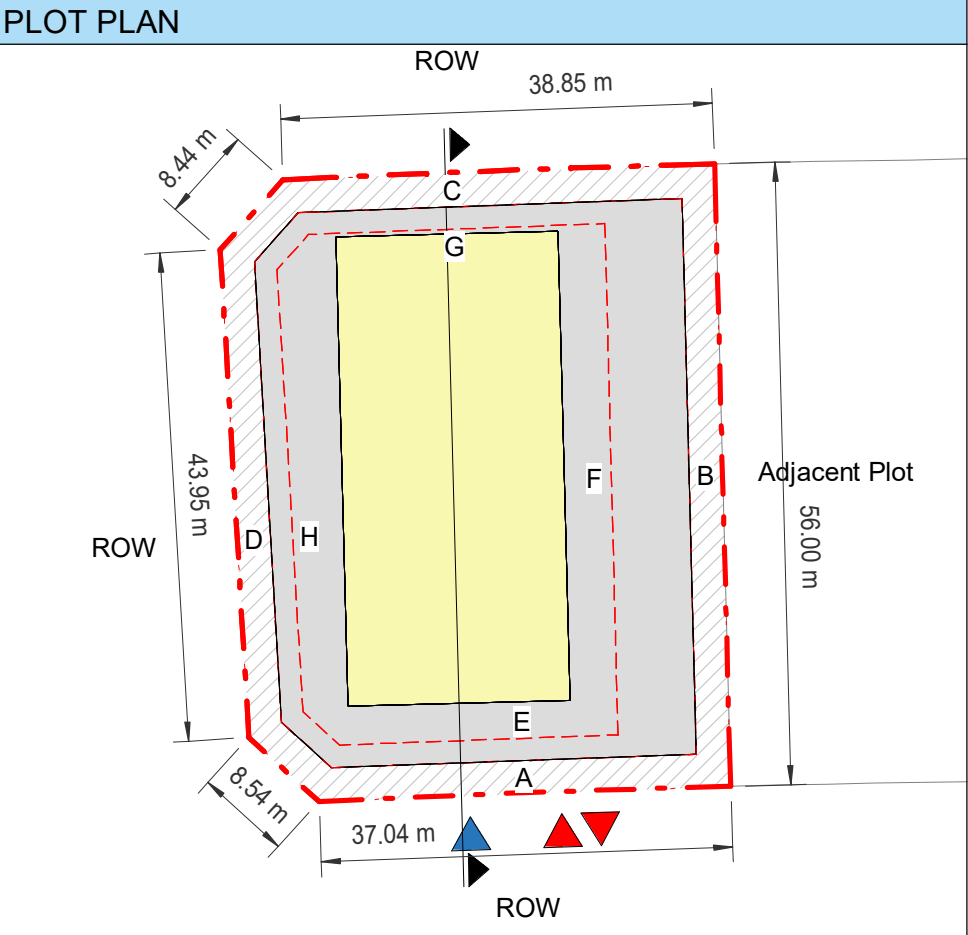 PLOT PLAN
ROW
38.85 m
8.44 m
C
G
43.95 m
F
B
Adjacent Plot
56.00 m
D
H
ROW
E
A
8.54 m
37.04 m
ROW